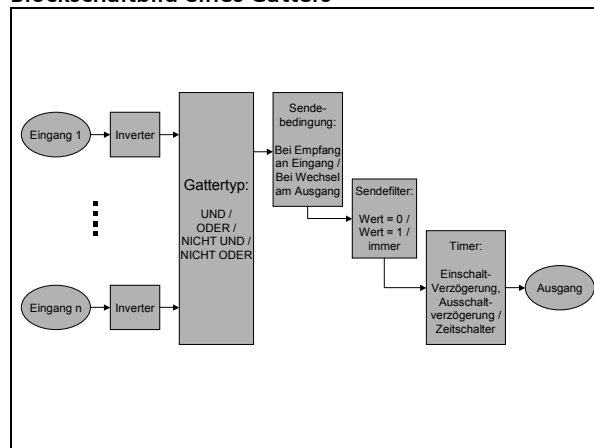 Blockschaltbild eines Gatters
Eingang 1
Inverter
Gattertyp:
UND /
ODER /
NICHT UND /
NICHT ODER
Eingang n
Inverter
Sende-
bedingung:
Bei Empfang
an Eingang /
Bei Wechsel
am Ausgang
Sendefilter:
Wert = 0 /
Wert = 1 /
immer
Timer:
Einschalt-
Verzögerung,
Ausschalt-
verzögerung /
Zeitschalter
Ausgang